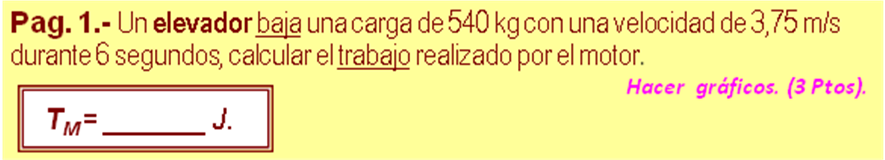 Pag. 1.- Un elevador baja una carga de 540 kg con una velocidad de 3,75 m/s
durante 6 segundos, calcular el trabajo realizado por el motor.
Hacer gráficos. (3 Ptos).
TM= _______ J.